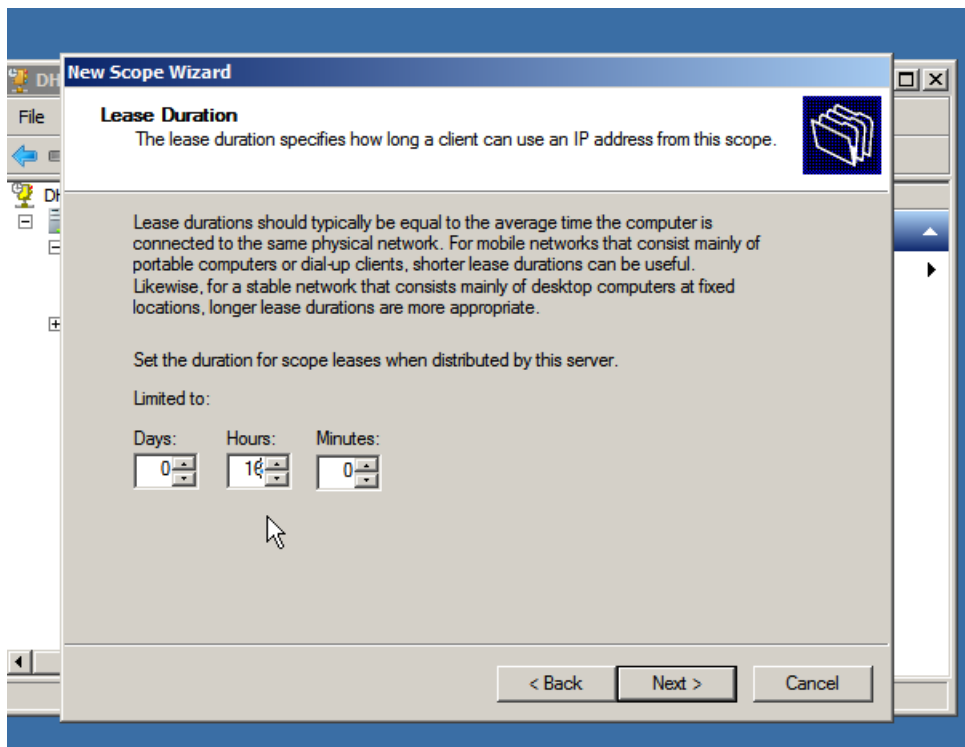 New Scope Wizard
DH
File
Lease Duration
The lease duration specifies how long a client can use an IP address from this scope.
DH
Lease durations should typically be equal to the average time the computer is
connected to the same physical network. For mobile networks that consist mainly of
portable computers or dial-up clients, shorter lease durations can be useful.
Likewise, for a stable network that consists mainly of desktop computers at fixed
locations, longer lease durations are more appropriate.
Set the duration for scope leases when distributed by this server.
Limited to:
Days: Hours: Minutes:
0 16 0
< Back Next > Cancel